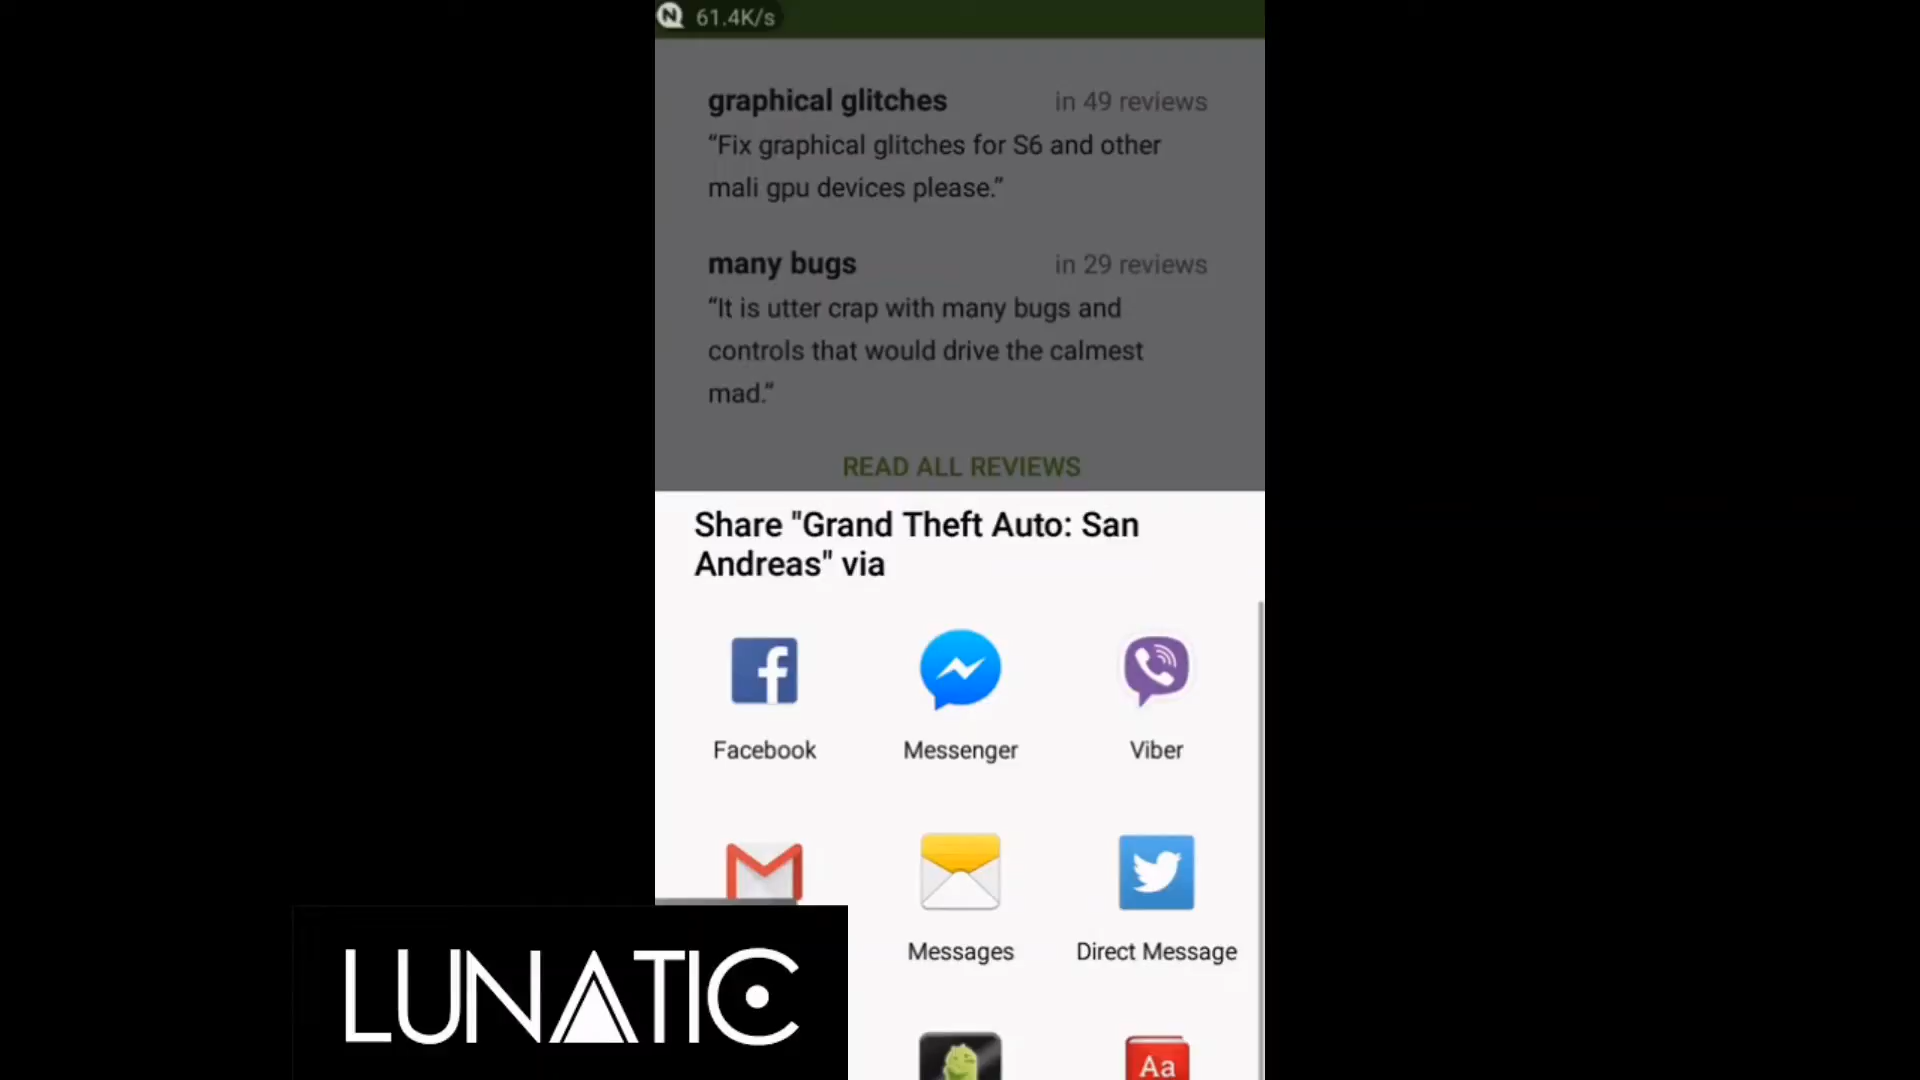 61.4K/s
graphical glitches in 49 reviews
“Fix graphical glitches for S6 and other
mali gpu devices please.”
many bugs in 29 reviews
“It is utter crap with many bugs and
controls that would drive the calmest
mad.”
READ ALL REVIEWS
Share "Grand Theft Auto: San
Andreas" via
Facebook Messenger Viber
Messages Direct Message
Aa
LUNATIC